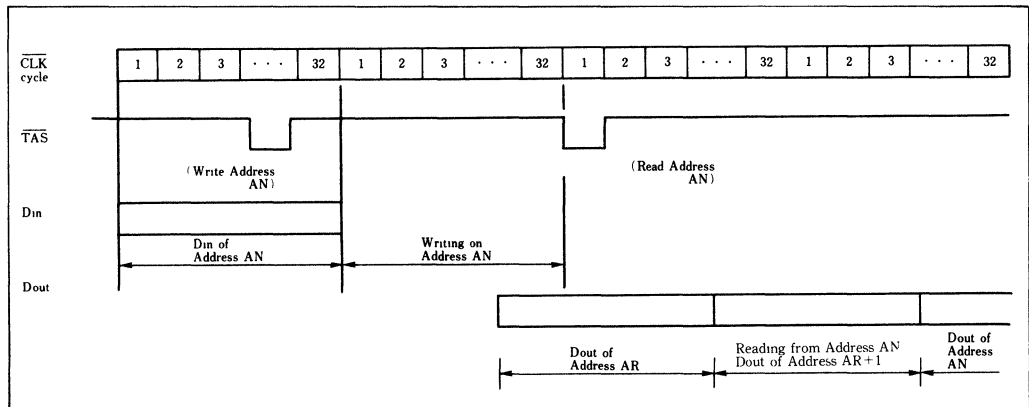 CLK
cycle
1 2 3 · · · 32 1 2 3 · · · 32 1 2 3 · · · 32 1 2 3 · · · 32
TAS
(Write Address
AN)
(Read Address
AN)
Din
Din of
Address AN
Writing on
Address AN
Dout
Dout of
Address AR
Reading from Address AN
Dout of Address AR+1
Dout of
Address
AN